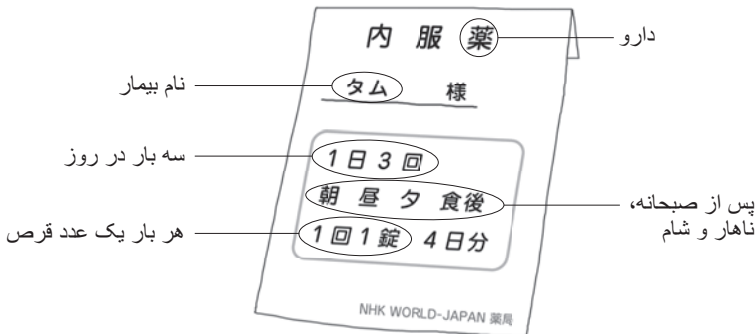 内服薬
دارو
タム 様
نام بیمار
1日3回
سه بار در روز
朝 昼 夕 食後
پس از صبحانه،
ناهار و شام
1回1錠 4日分
هر بار یک عدد قرص
NHK WORLD-JAPAN 薬局